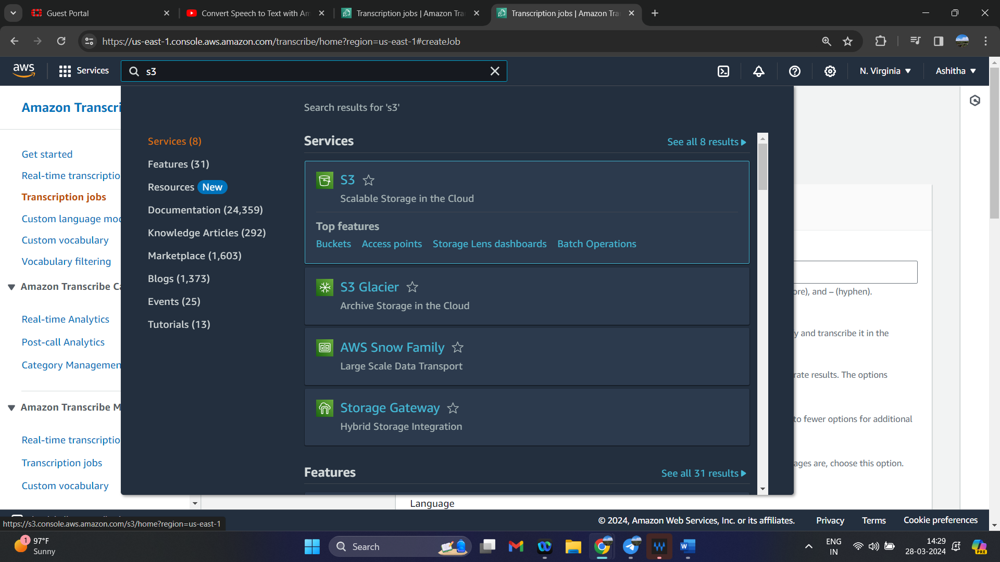 Guest Portal
Convert Speech to Text with Am
Transcription jobs | Amazon Tra
Transcription jobs | Amazon Tra
https://us-east-1.console.aws.amazon.com/transcribe/home?region=us-east-1#createJob
aws
Services
s3
N. Virginia
Ashitha
Amazon Transcri
Get started
Real-time transcriptio
Transcription jobs
Custom language mod
Custom vocabulary
Vocabulary filtering
Amazon Transcribe Ca
Real-time Analytics
Post-call Analytics
Category Managemen
Amazon Transcribe M
Real-time transcriptio
Transcription jobs
Custom vocabulary
Search results for 's3'
Services (8)
Features (31)
Resources New
Documentation (24,359)
Knowledge Articles (292)
Marketplace (1,603)
Blogs (1,373)
Events (25)
Tutorials (13)
Services
See all 8 results
S3
Scalable Storage in the Cloud
Top features
Buckets Access points Storage Lens dashboards Batch Operations
S3 Glacier
Archive Storage in the Cloud
AWS Snow Family
Large Scale Data Transport
Storage Gateway
Hybrid Storage Integration
Features
See all 31 results
ore), and – (hyphen).
y and transcribe it in the
rate results. The options
to fewer options for additional
ages are, choose this option.
Language
https://s3.console.aws.amazon.com/s3/home?region=us-east-1
© 2024, Amazon Web Services, Inc. or its affiliates.
Privacy
Terms
Cookie preferences
1
97°F
Sunny
Search
W
ENG
IN
14:29
28-03-2024
PRE